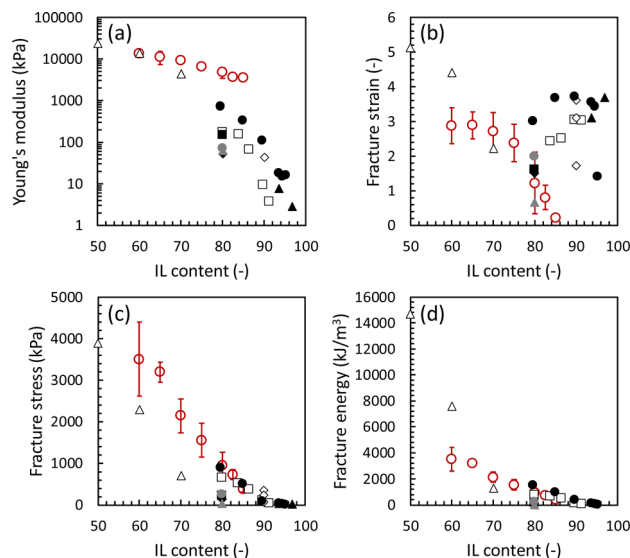 (a)
100000
10000
1000
100
10
1
50 60 70 80 90 100
Young's modulus (kPa)
IL content (-)
(b)
6
5
4
3
2
1
0
50 60 70 80 90 100
Fracture strain (-)
IL content (-)
(c)
5000
4000
3000
2000
1000
0
50 60 70 80 90 100
Fracture stress (kPa)
IL content (-)
(d)
16000
14000
12000
10000
8000
6000
4000
2000
0
50 60 70 80 90 100
Fracture energy (kJ/m³)
IL content (-)